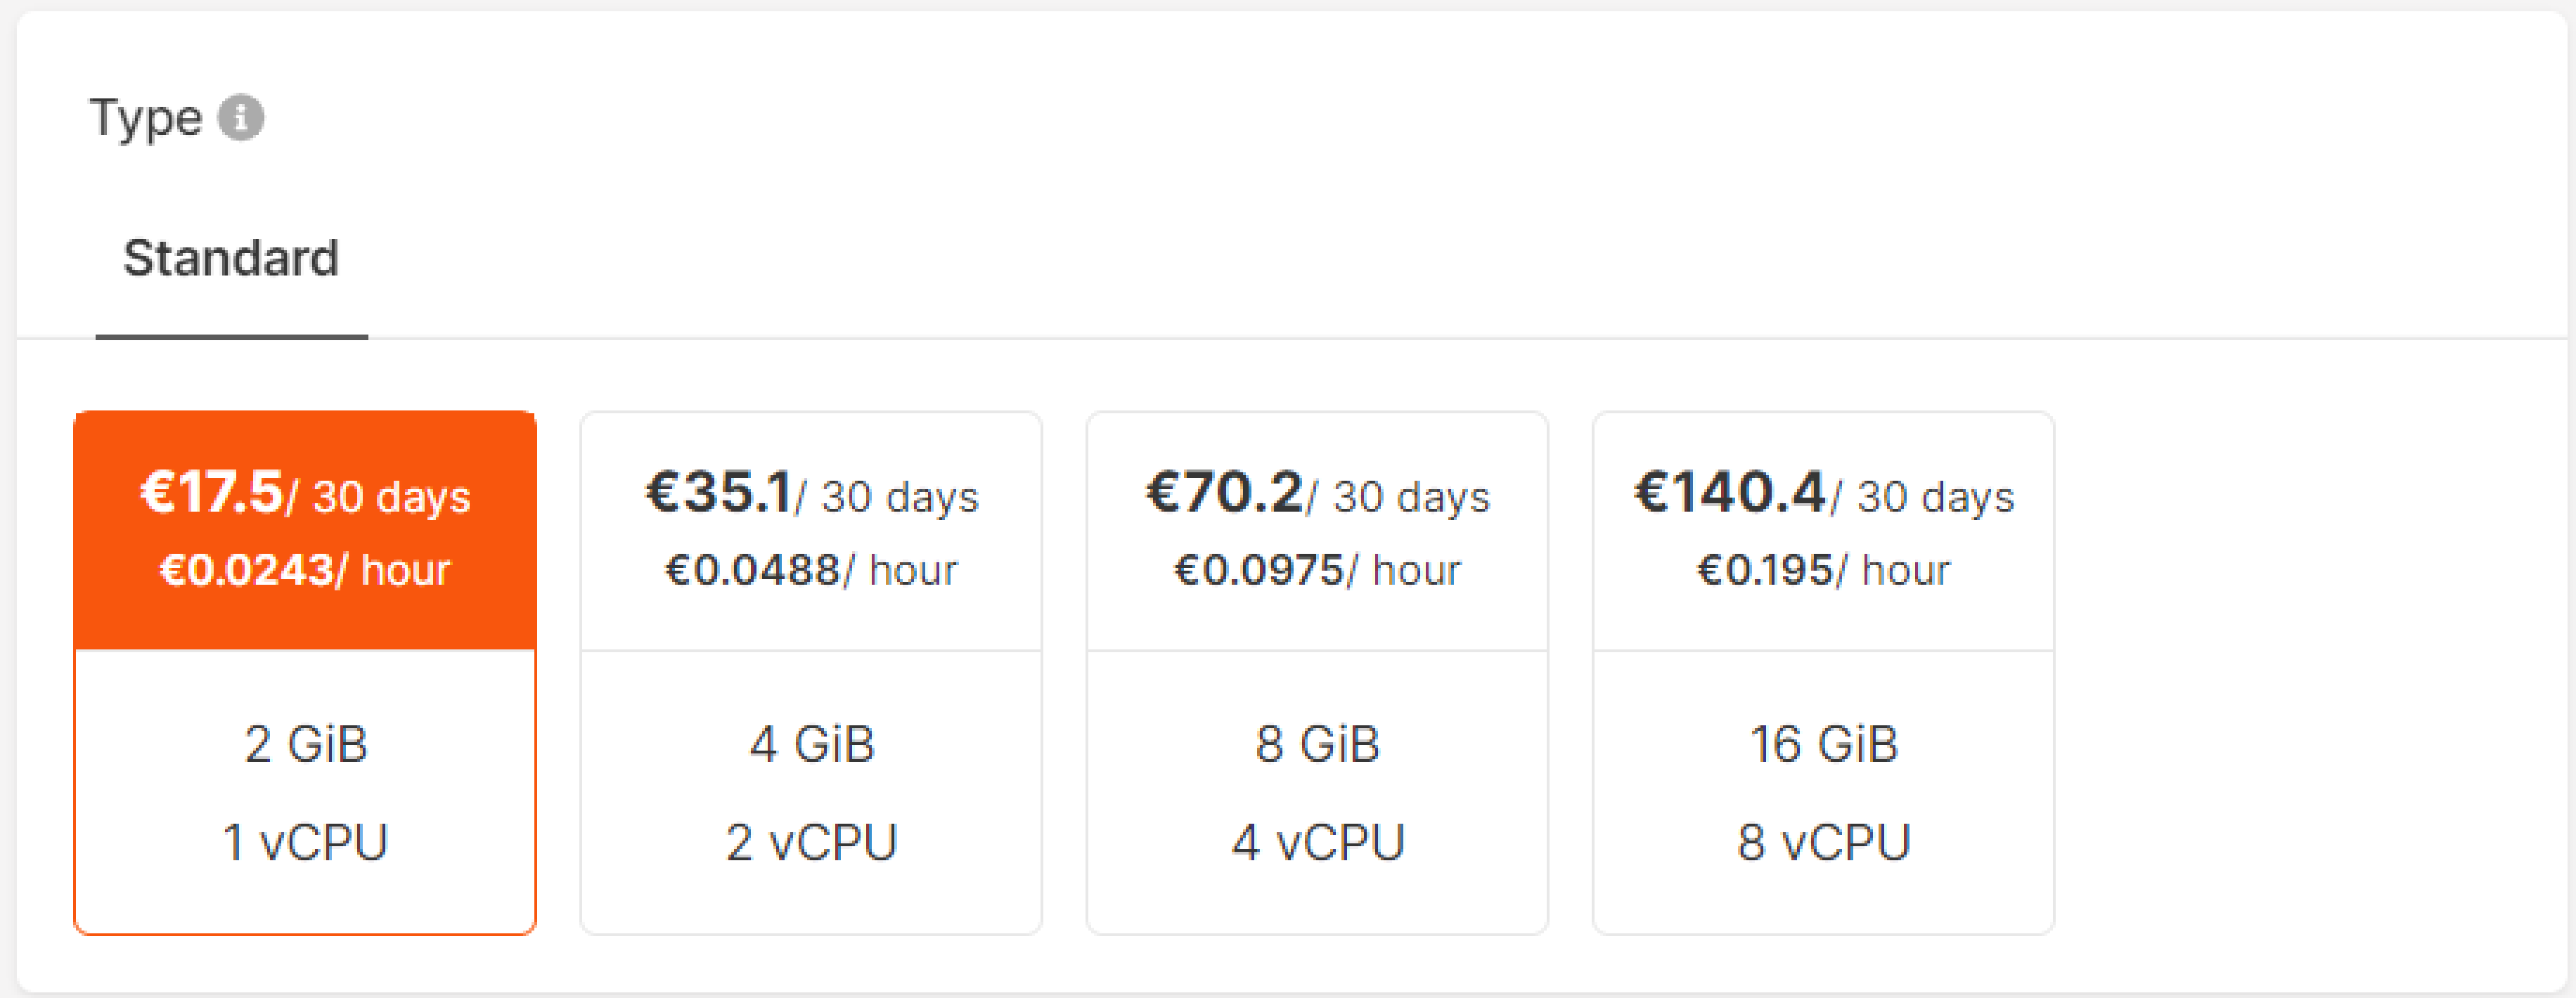 Type
Standard
€17.5/ 30 days
€0.0243/ hour
2 GiB
1 vCPU
€35.1/ 30 days
€0.0488/ hour
4 GiB
2 vCPU
€70.2/ 30 days
€0.0975/ hour
8 GiB
4 vCPU
€140.4/ 30 days
€0.195/ hour
16 GiB
8 vCPU